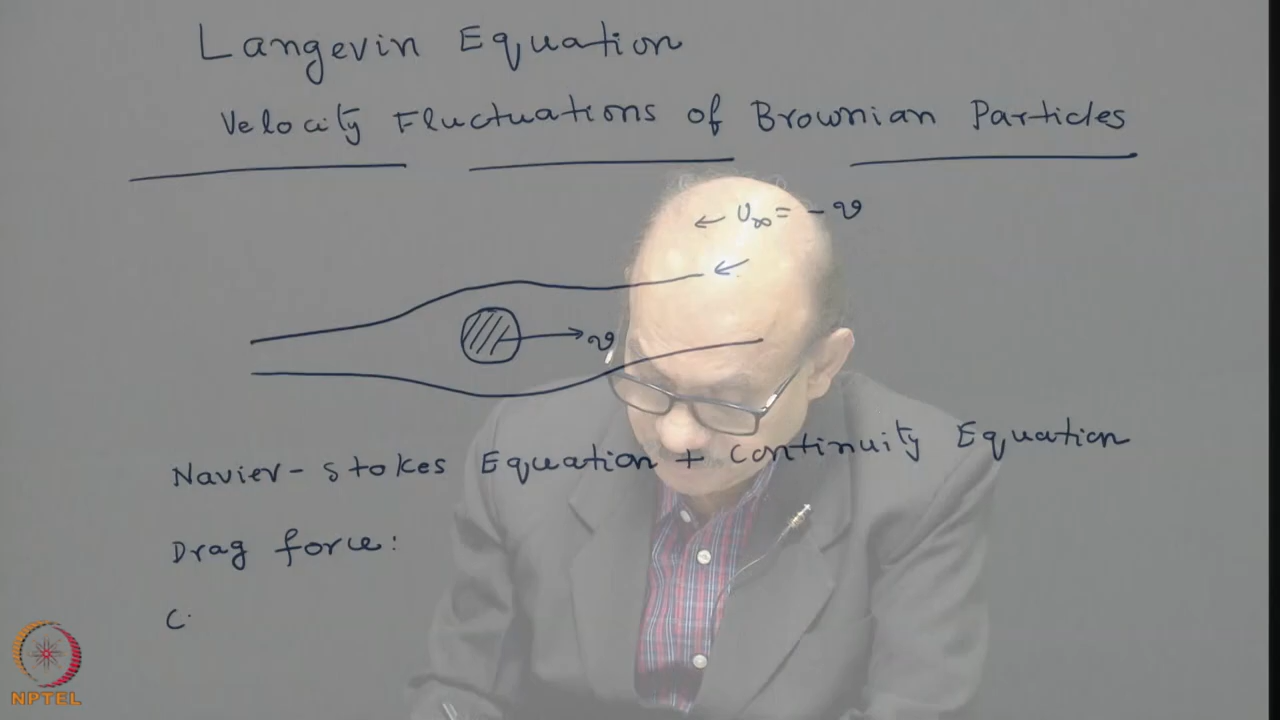 Langevin Equation
Velocity Fluctuations of Brownian Particles
← U∞ = - v
v
Navier-Stokes Equation + Continuity Equation
Drag force:
C
NPTEL